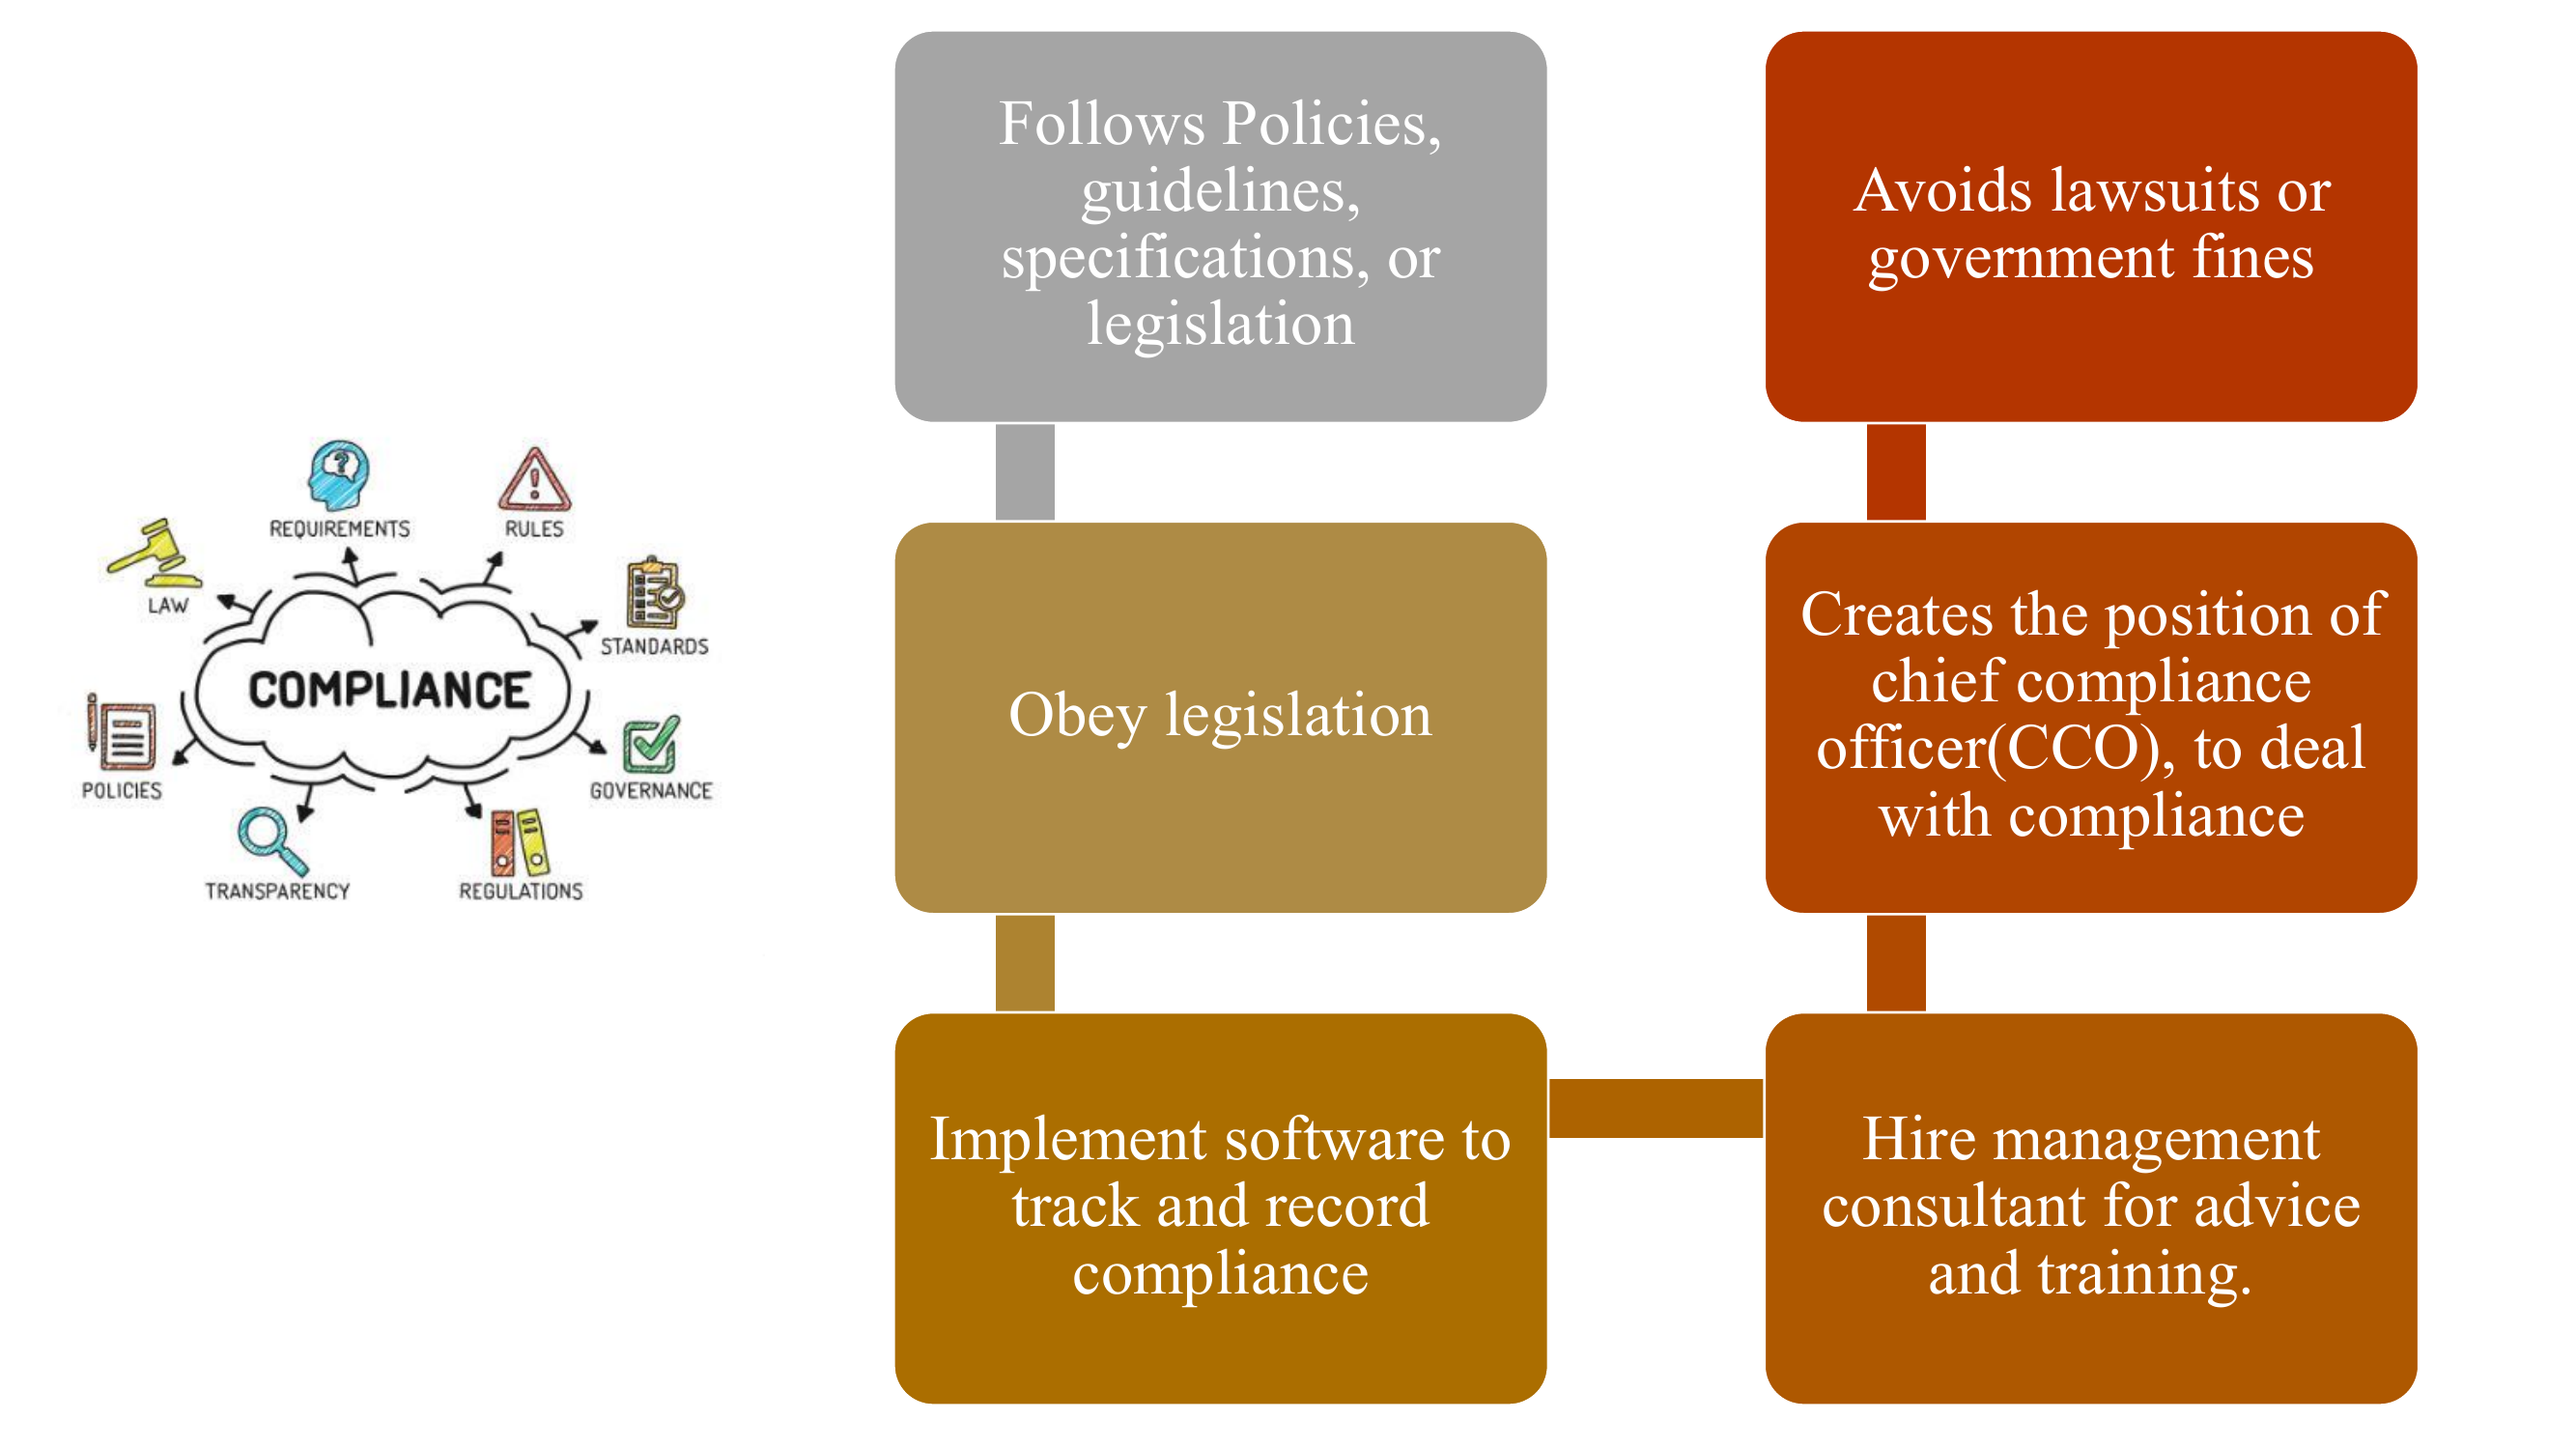 REQUIREMENTS
RULES
LAW
STANDARDS
COMPLIANCE
POLICIES
GOVERNANCE
TRANSPARENCY
REGULATIONS
Follows Policies,
guidelines,
specifications, or
legislation
Obey legislation
Implement software to
track and record
compliance
Hire management
consultant for advice
and training.
Creates the position of
chief compliance
officer(CCO), to deal
with compliance
Avoids lawsuits or
government fines